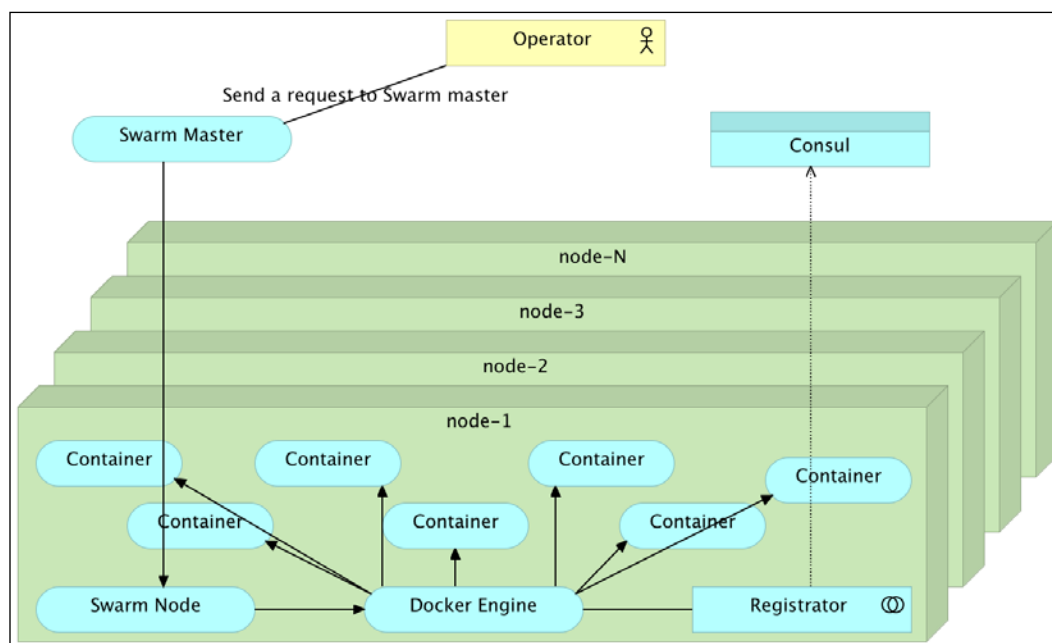 Operator
Send a request to Swarm master
Swarm Master
Consul
node-N
node-3
node-2
node-1
Container
Container
Container
Container
Container
Container
Container
Swarm Node
Docker Engine
Registrator